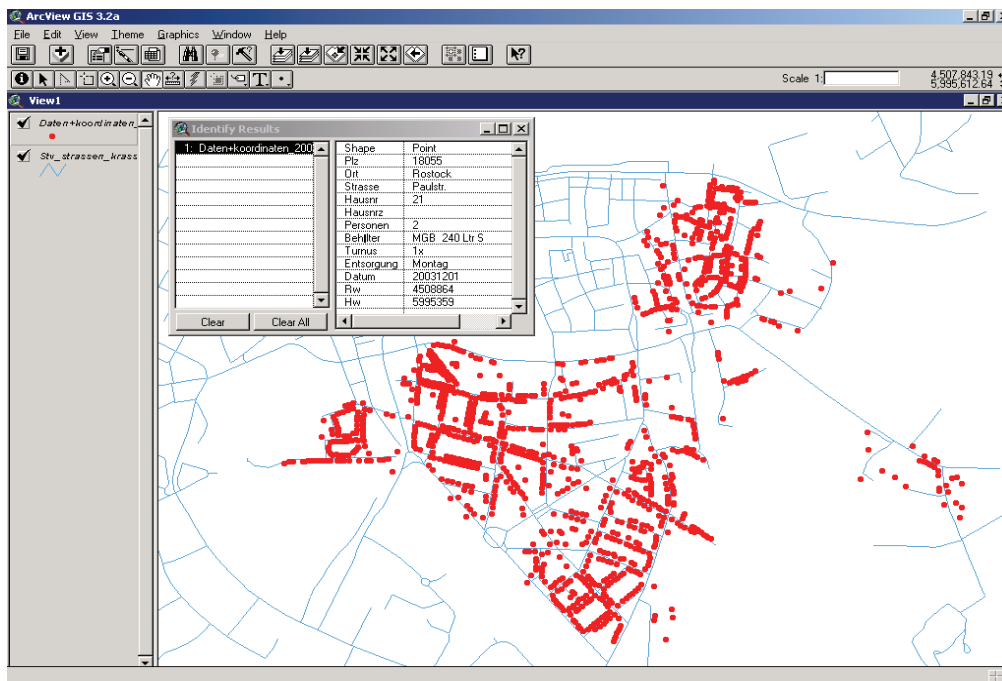 ArcView GIS 3.2a
File Edit View Theme Graphics Window Help
Scale 1: 4,507,843.19
5,995,612.64
View1
Daten+koordinaten_
Stv_strassen_krass
Identify Results
1: Daten+koordinaten_200
Shape Point
Plz 18055
Ort Rostock
Strasse Paulstr.
Hausnr 21
Hausnrz
Personen 2
Behlter MGB 240 Ltr S
Turnus 1x
Entsorgung Montag
Datum 20031201
Rw 4508864
Hw 5995359
Clear Clear All